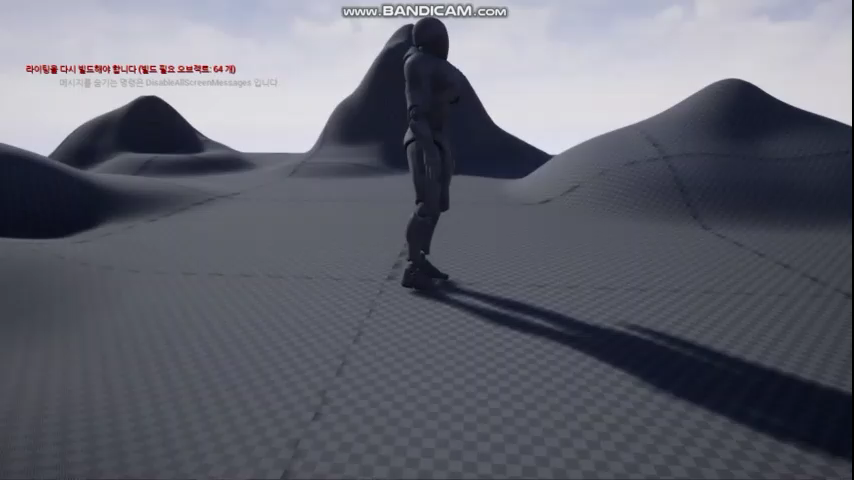 www.BANDICAM.com
라이팅을 다시 빌드해야 합니다 (빌드 필요 오브젝트: 64 개)
메시지를 숨기는 명령은 DisableAllScreenMessages 입니다